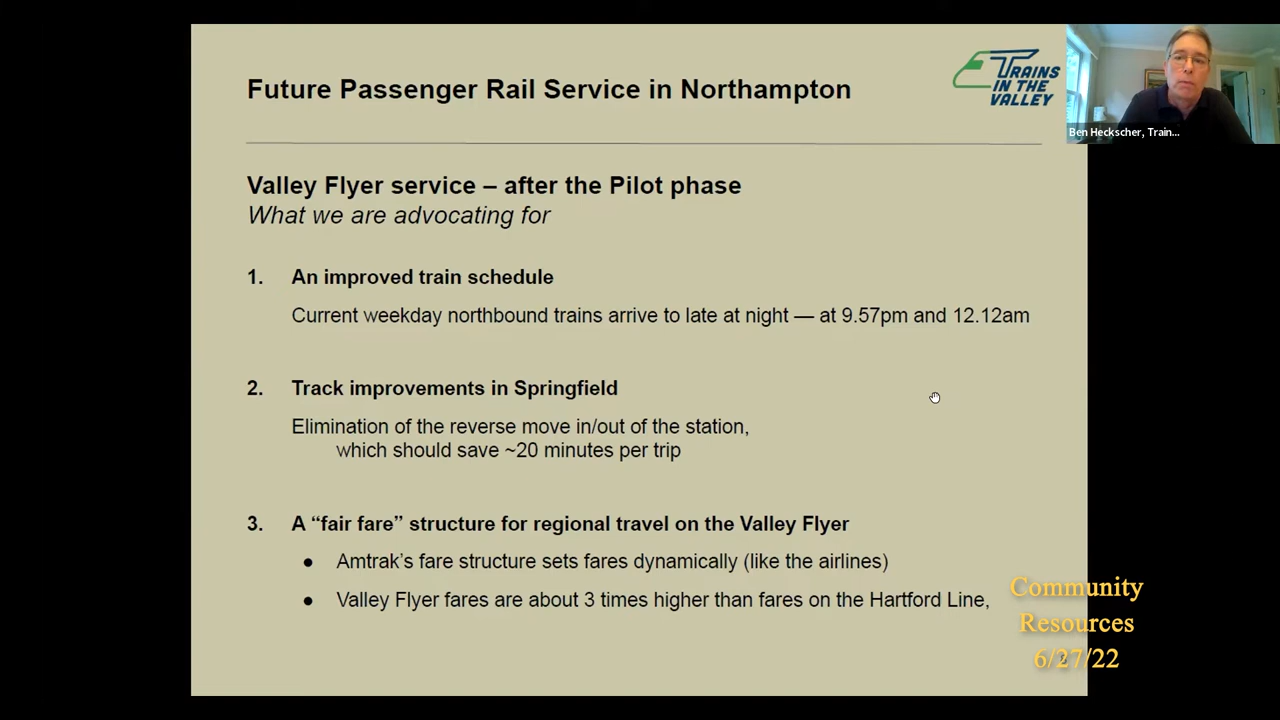 Future Passenger Rail Service in Northampton
TRAINS
IN THE
VALLEY
Ben Heckscher, Train...
Valley Flyer service – after the Pilot phase
What we are advocating for
1. An improved train schedule
Current weekday northbound trains arrive to late at night — at 9.57pm and 12.12am
2. Track improvements in Springfield
Elimination of the reverse move in/out of the station,
which should save ~20 minutes per trip
3. A “fair fare” structure for regional travel on the Valley Flyer
● Amtrak’s fare structure sets fares dynamically (like the airlines)
● Valley Flyer fares are about 3 times higher than fares on the Hartford Line,
Community
Resources
6/27/22